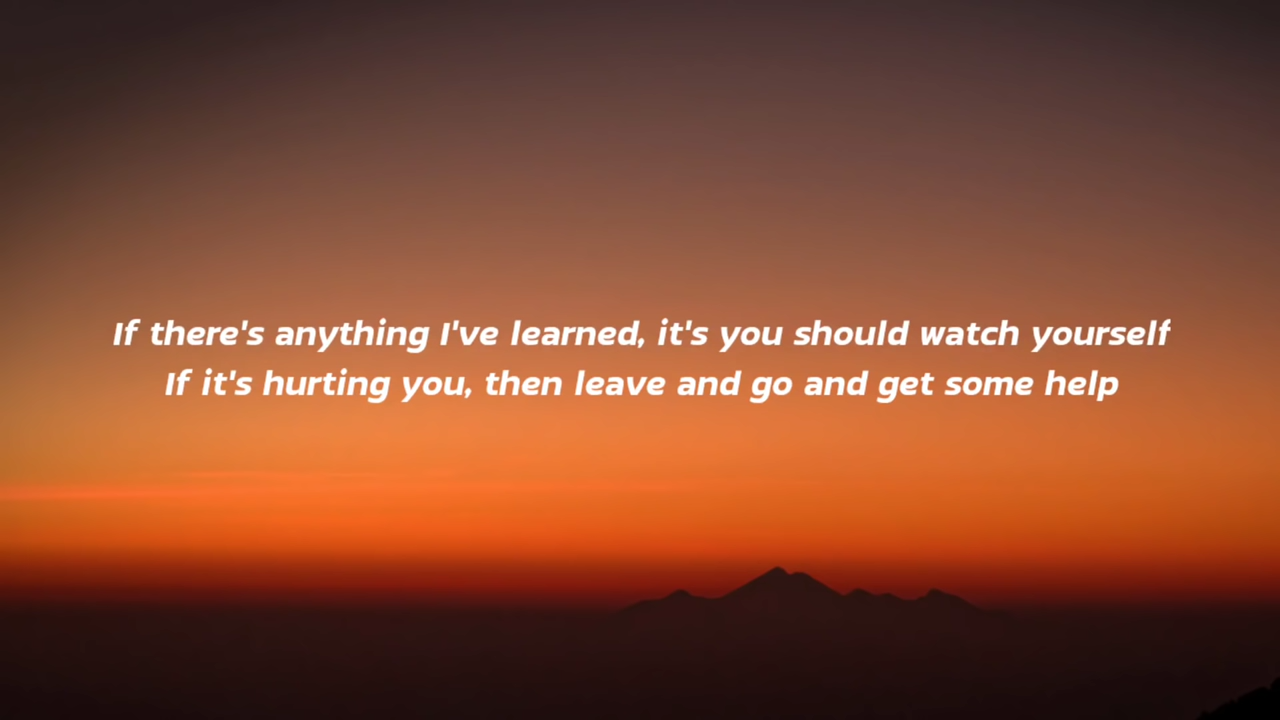 If there's anything I've learned, it's you should watch yourself
If it's hurting you, then leave and go and get some help